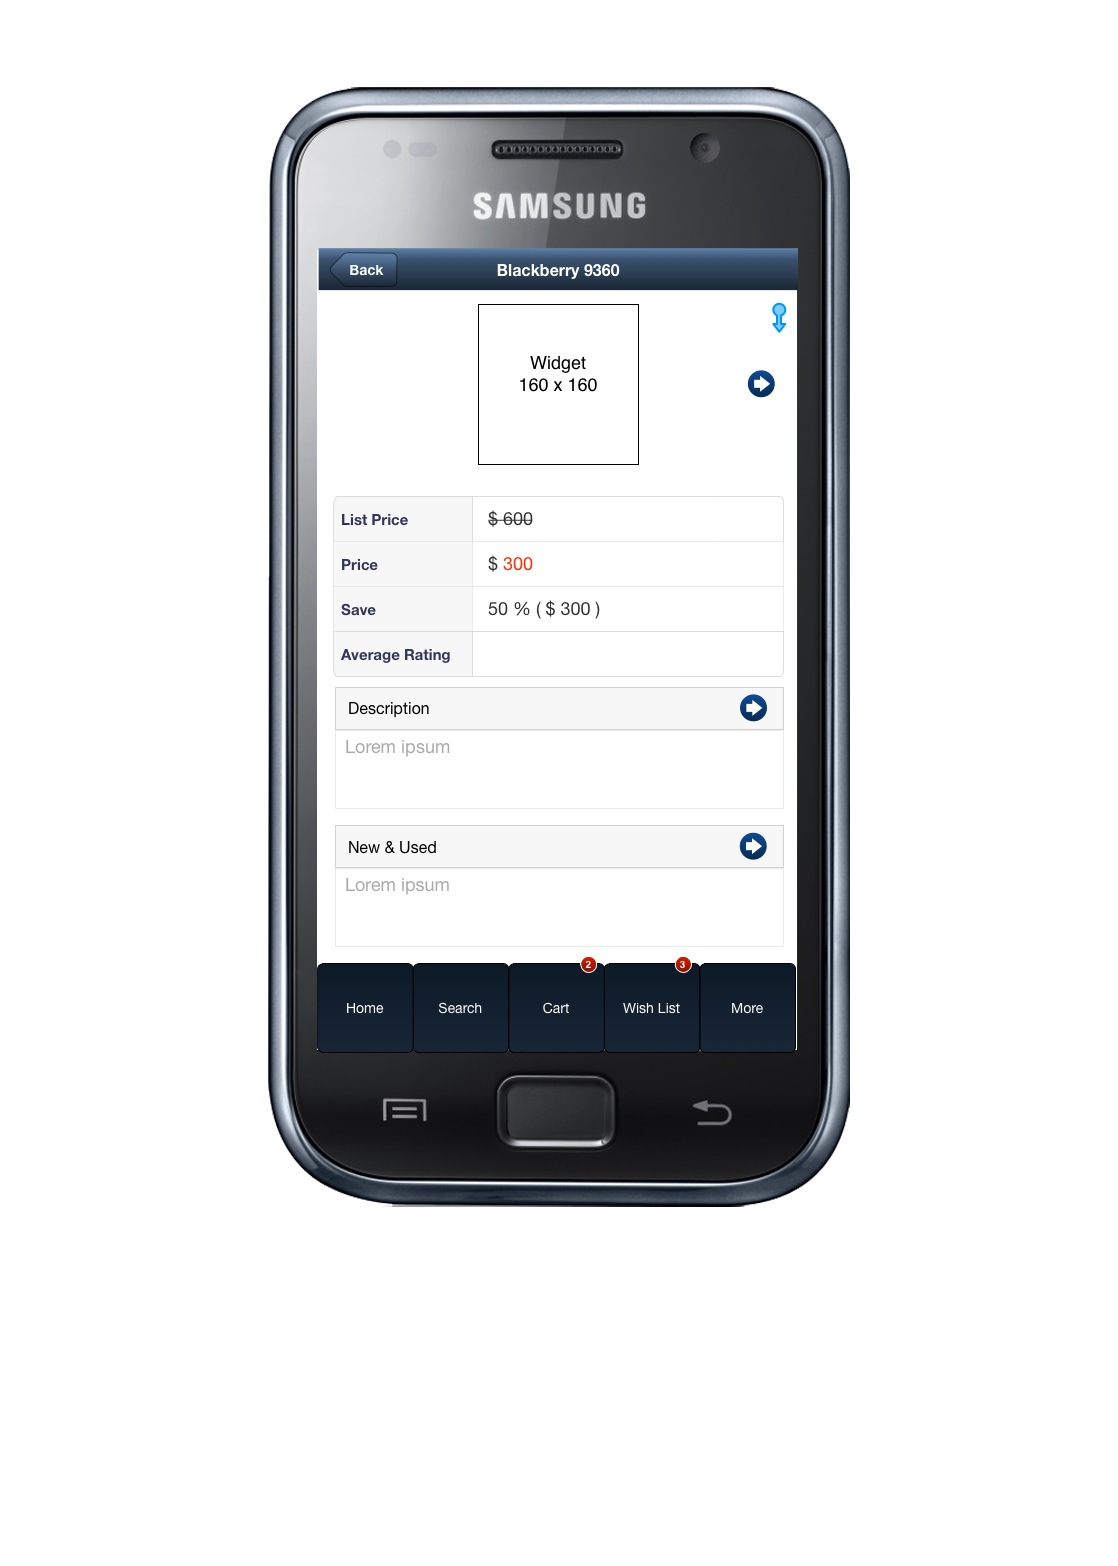 SAMSUNG
Back
Blackberry 9360
Widget
160 x 160
List Price
$ 600
Price
$ 300
Save
50 % ( $ 300 )
Average Rating
Description
Lorem ipsum
New & Used
Lorem ipsum
2
3
Home
Search
Cart
Wish List
More